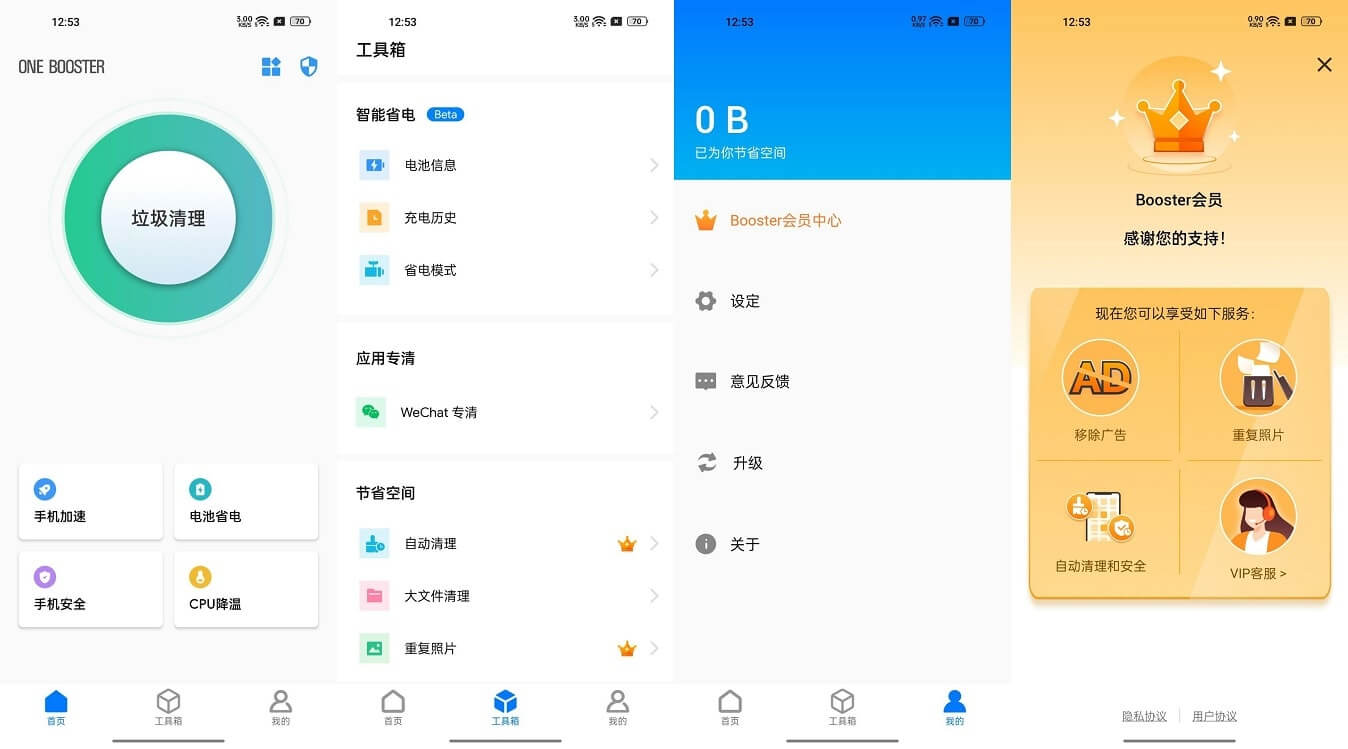 12:53
3.00 KB/S
70
ONE BOOSTER
垃圾清理
手机加速
电池省电
手机安全
CPU降温
首页
工具箱
我的
12:53
3.00 KB/S
70
工具箱
智能省电 Beta
电池信息
充电历史
省电模式
应用专清
WeChat 专清
节省空间
自动清理
大文件清理
重复照片
首页
工具箱
我的
12:53
0.97 KB/S
70
0 B
已为你节省空间
Booster会员中心
设定
意见反馈
升级
关于
首页
工具箱
我的
12:53
0.90 KB/S
70
Booster会员
感谢您的支持!
现在您可以享受如下服务:
AD
移除广告
重复照片
自动清理和安全
VIP客服 >
隐私协议
用户协议